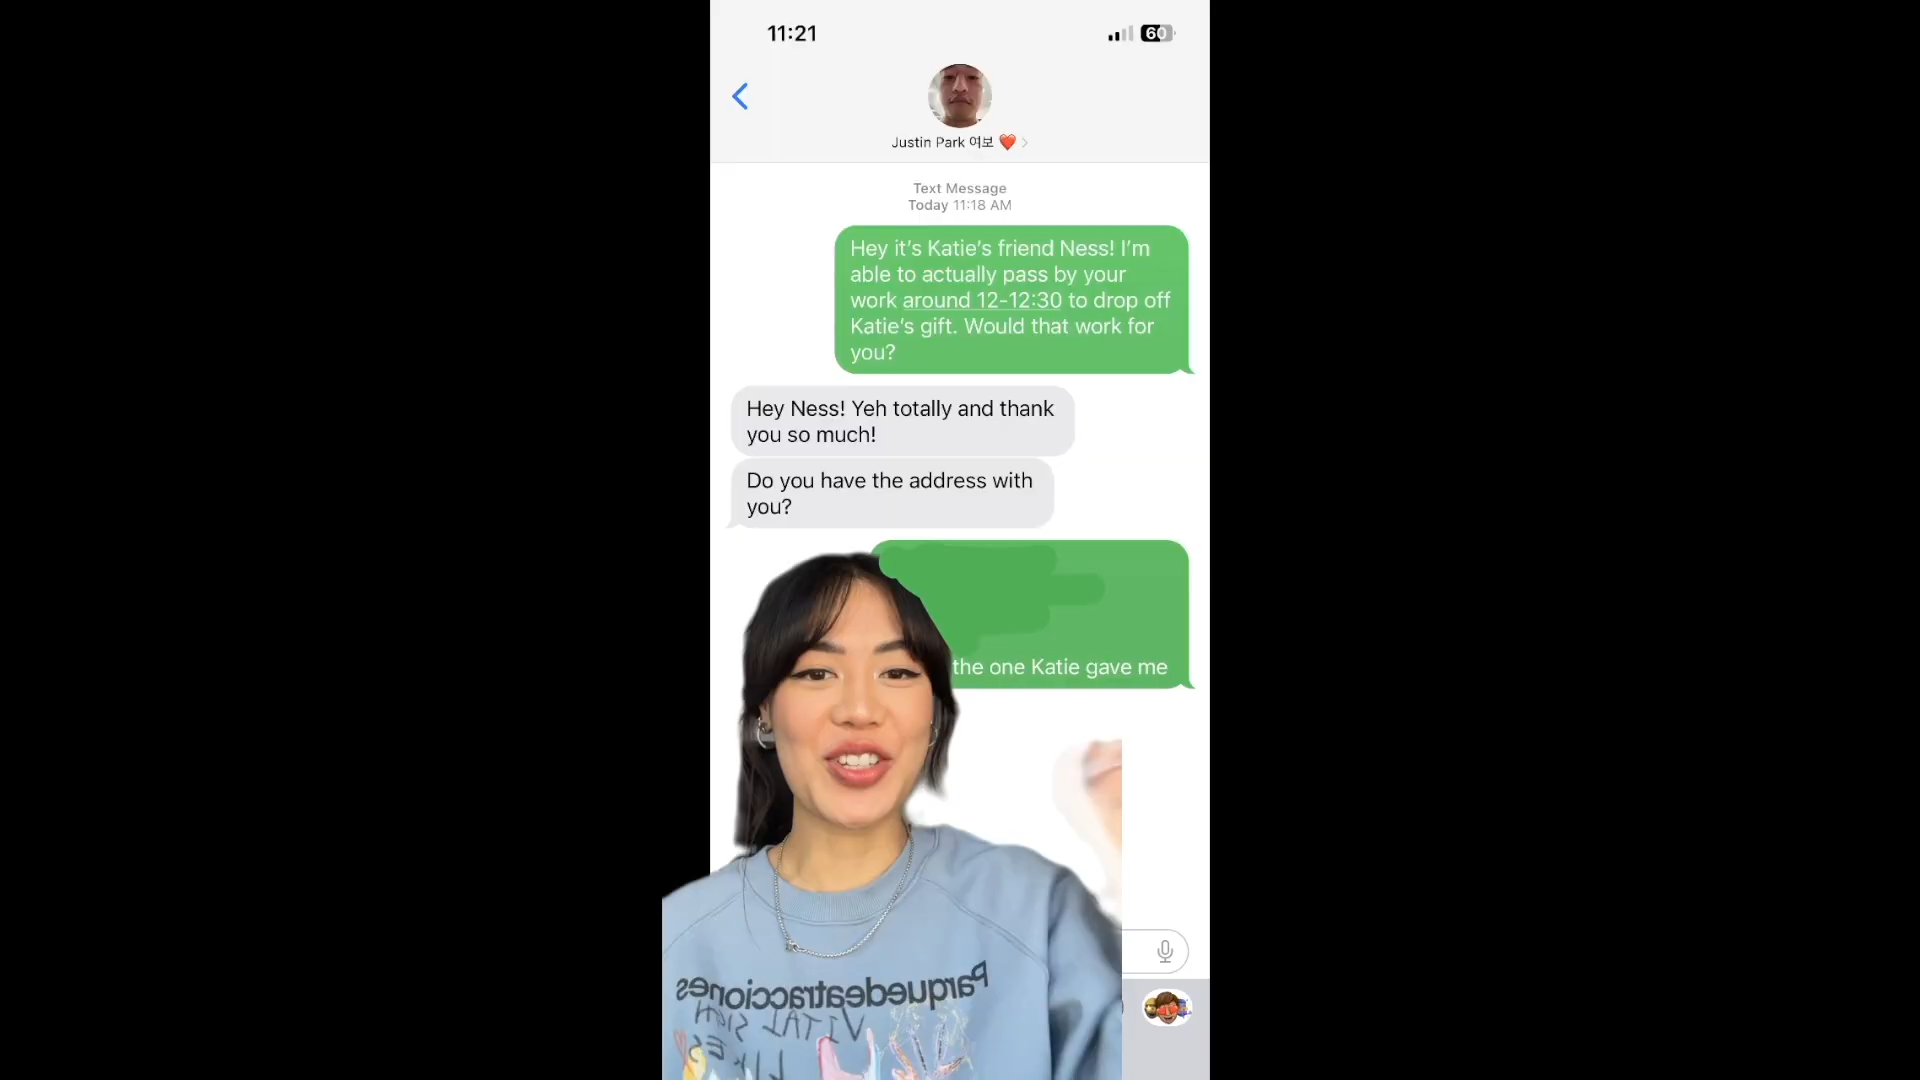 11:21
60
Justin Park 여보 ❤️
Text Message
Today 11:18 AM
Hey it's Katie's friend Ness! I'm
able to actually pass by your
work around 12-12:30 to drop off
Katie's gift. Would that work for
you?
Hey Ness! Yeh totally and thank
you so much!
Do you have the address with
you?
the one Katie gave me
Parquedeatracciones
VITAL SIGN